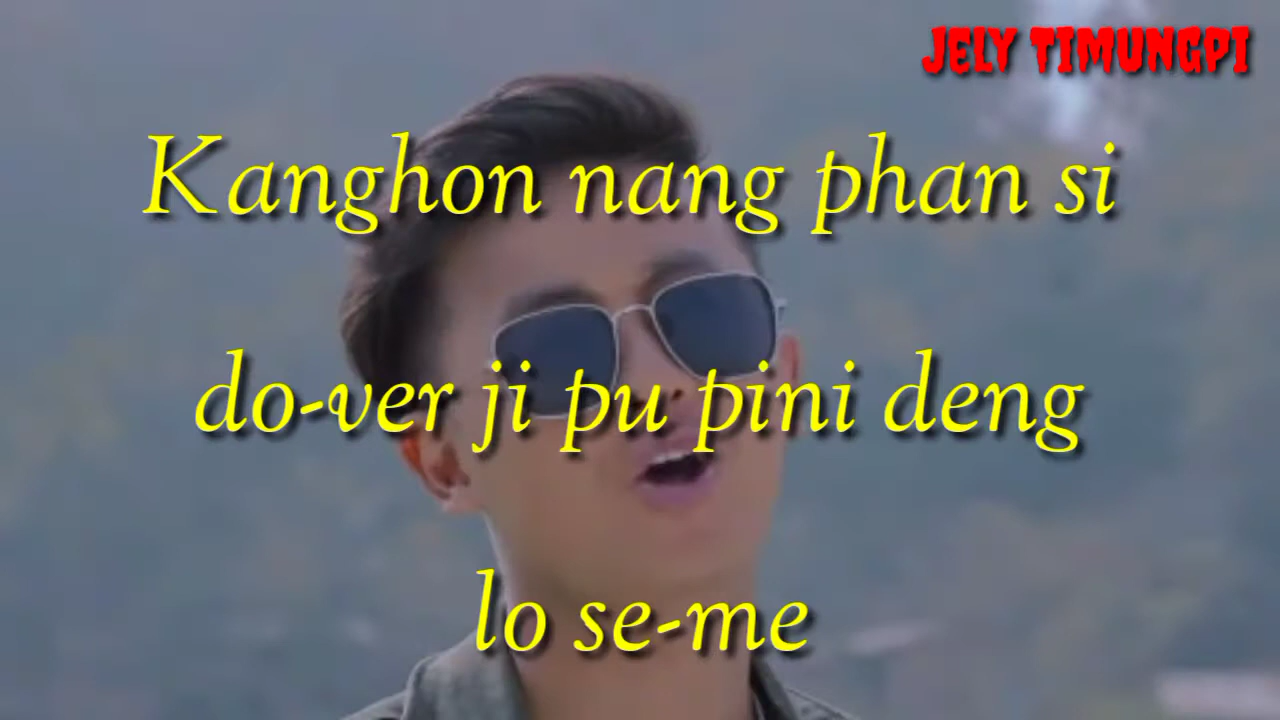 JELY TIMUNGPI
Kanghon nang phan si
do-ver ji pu pini deng
lo se-me